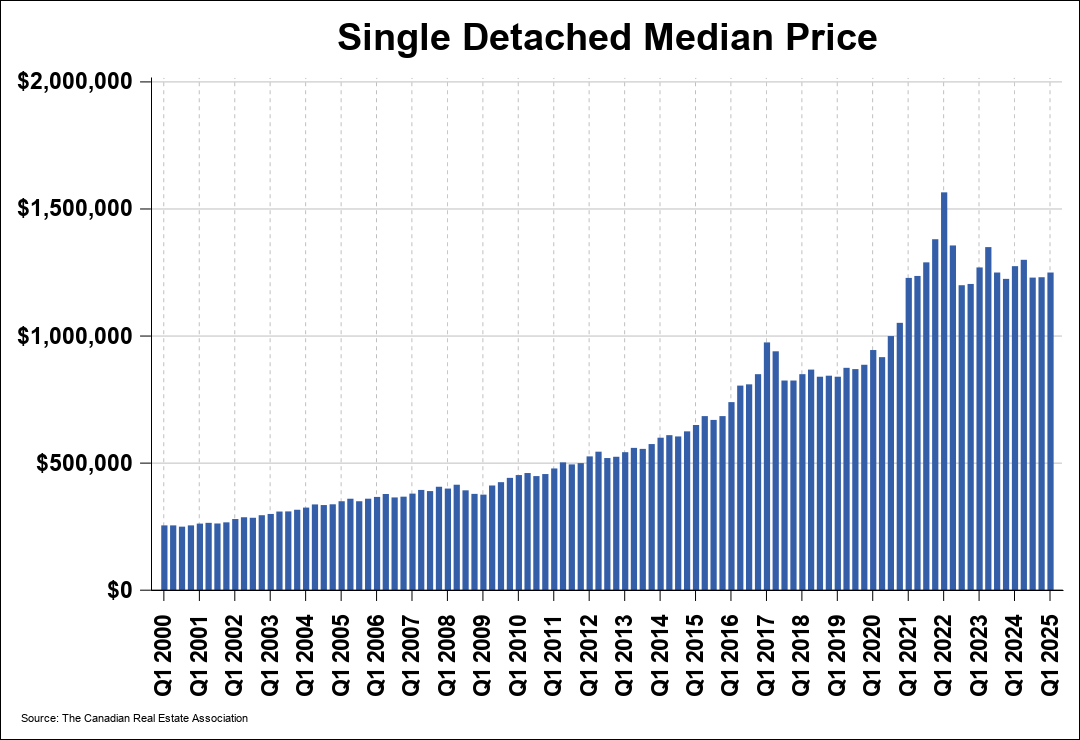 Single Detached Median Price
$2,000,000
$1,500,000
$1,000,000
$500,000
$0
Q1 2000
Q1 2001
Q1 2002
Q1 2003
Q1 2004
Q1 2005
Q1 2006
Q1 2007
Q1 2008
Q1 2009
Q1 2010
Q1 2011
Q1 2012
Q1 2013
Q1 2014
Q1 2015
Q1 2016
Q1 2017
Q1 2018
Q1 2019
Q1 2020
Q1 2021
Q1 2022
Q1 2023
Q1 2024
Q1 2025
Source: The Canadian Real Estate Association